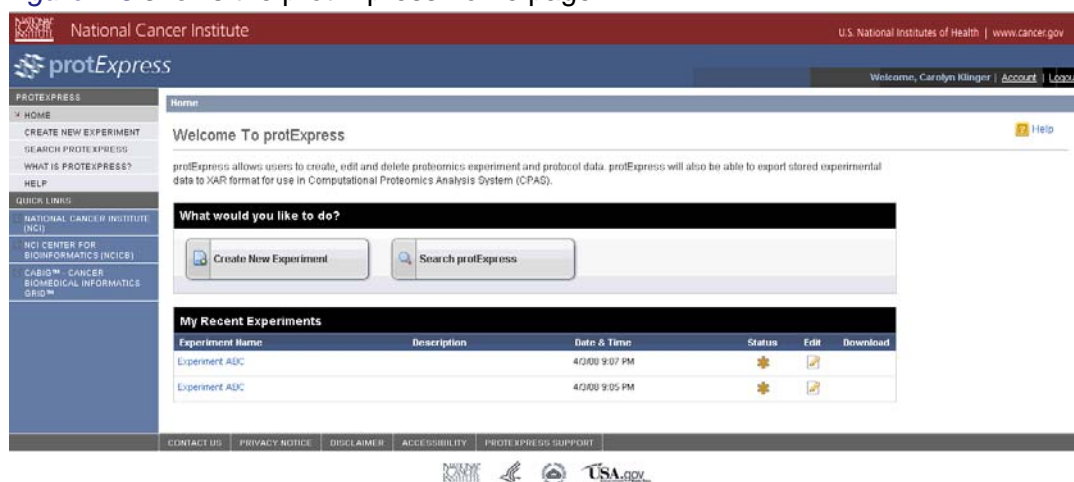 National Cancer Institute
U.S. National Institutes of Health | www.cancer.gov
protExpress
Welcome, Carolyn Klinger | Account | Logou
PROTEXPRESS
HOME
CREATE NEW EXPERIMENT
SEARCH PROTEXPRESS
WHAT IS PROTEXPRESS?
HELP
QUICK LINKS
NATIONAL CANCER INSTITUTE
(NCI)
NCI CENTER FOR
BIOINFORMATICS (NCICB)
CABIG™ - CANCER
BIOMEDICAL INFORMATICS
GRID™
Home
Welcome To protExpress
Help
protExpress allows users to create, edit and delete proteomics experiment and protocol data. protExpress will also be able to export stored experimental
data to XAR format for use in Computational Proteomics Analysis System (CPAS).
What would you like to do?
Create New Experiment
Search protExpress
My Recent Experiments
Experiment Name Description Date & Time Status Edit Download
Experiment ABC 4/3/08 9:07 PM
Experiment ABC 4/3/08 9:05 PM
CONTACT US PRIVACY NOTICE DISCLAIMER ACCESSIBILITY PROTEXPRESS SUPPORT
USA.gov